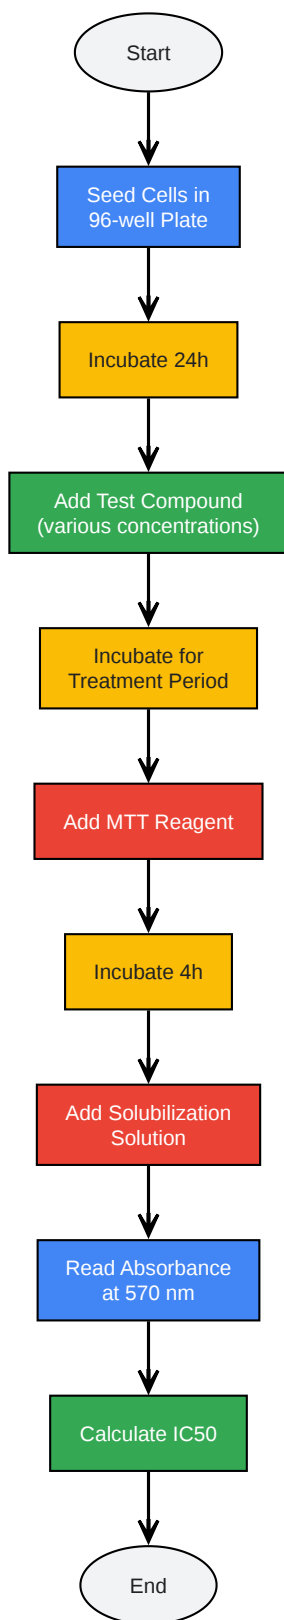 Start
Seed Cells in
96-well Plate
Incubate 24h
Add Test Compound
(various concentrations)
Incubate for
Treatment Period
Add MTT Reagent
Incubate 4h
Add Solubilization
Solution
Read Absorbance
at 570 nm
Calculate IC50
End